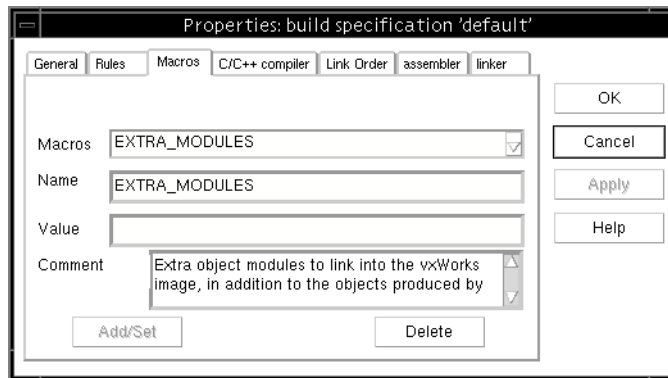 Properties: build specification 'default'
General Rules Macros C/C++ compiler Link Order assembler linker
OK
Macros EXTRA_MODULES Cancel
Name EXTRA_MODULES Apply
Value Help
Comment Extra object modules to link into the vxWorks
image, in addition to the objects produced by
Add/Set Delete